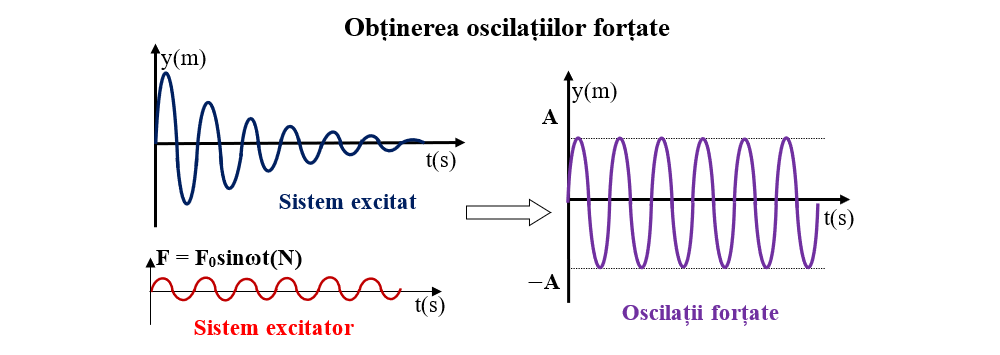 Obținerea oscilațiilor forțate
y(m)
t(s)
Sistem excitat
F = F₀sinωt(N)
t(s)
Sistem excitator
y(m)
A
t(s)
−A
Oscilații forțate